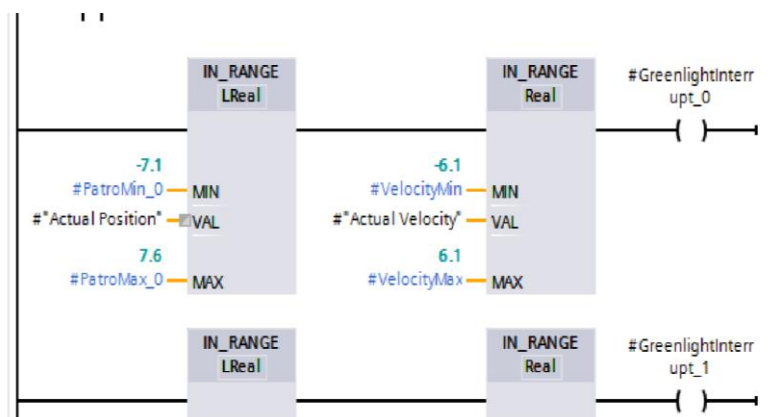 IN_RANGE
LReal
IN_RANGE
Real
#GreenlightInterr
upt_0
-7.1
#PatroMin_0
MIN
#"Actual Position"
VAL
7.6
#PatroMax_0
MAX
-6.1
#VelocityMin
MIN
#"Actual Velocity"
VAL
6.1
#VelocityMax
MAX
IN_RANGE
LReal
IN_RANGE
Real
#GreenlightInterr
upt_1